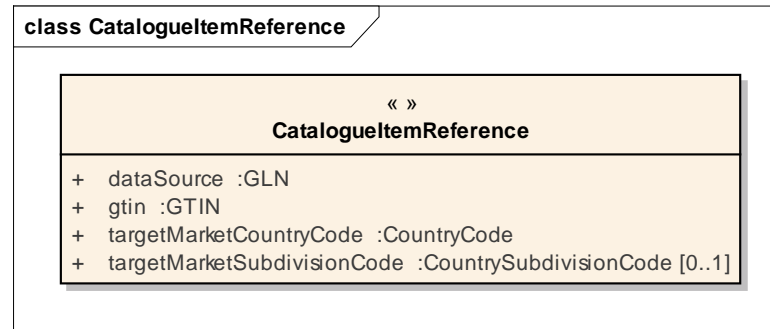 class CatalogueItemReference
« »
CatalogueItemReference
+ dataSource :GLN
+ gtin :GTIN
+ targetMarketCountryCode :CountryCode
+ targetMarketSubdivisionCode :CountrySubdivisionCode [0..1]